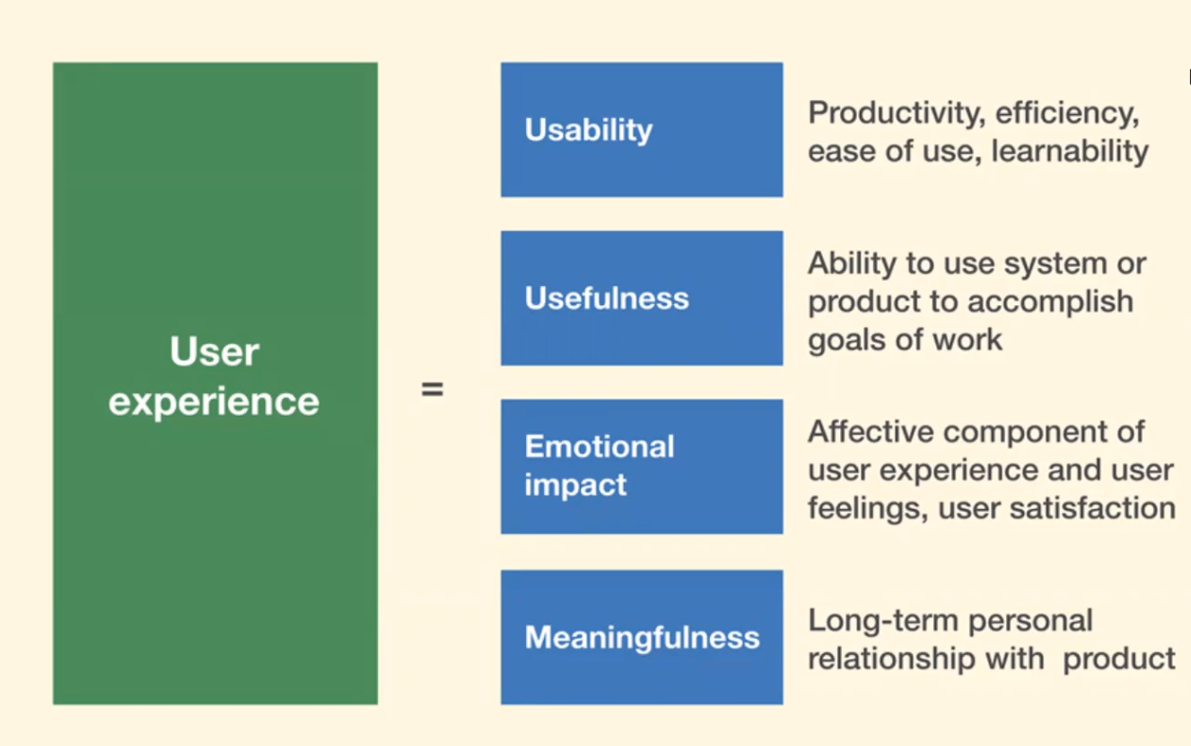 User
experience
=
Usability
Productivity, efficiency,
ease of use, learnability
Usefulness
Ability to use system or
product to accomplish
goals of work
Emotional
impact
Affective component of
user experience and user
feelings, user satisfaction
Meaningfulness
Long-term personal
relationship with  product